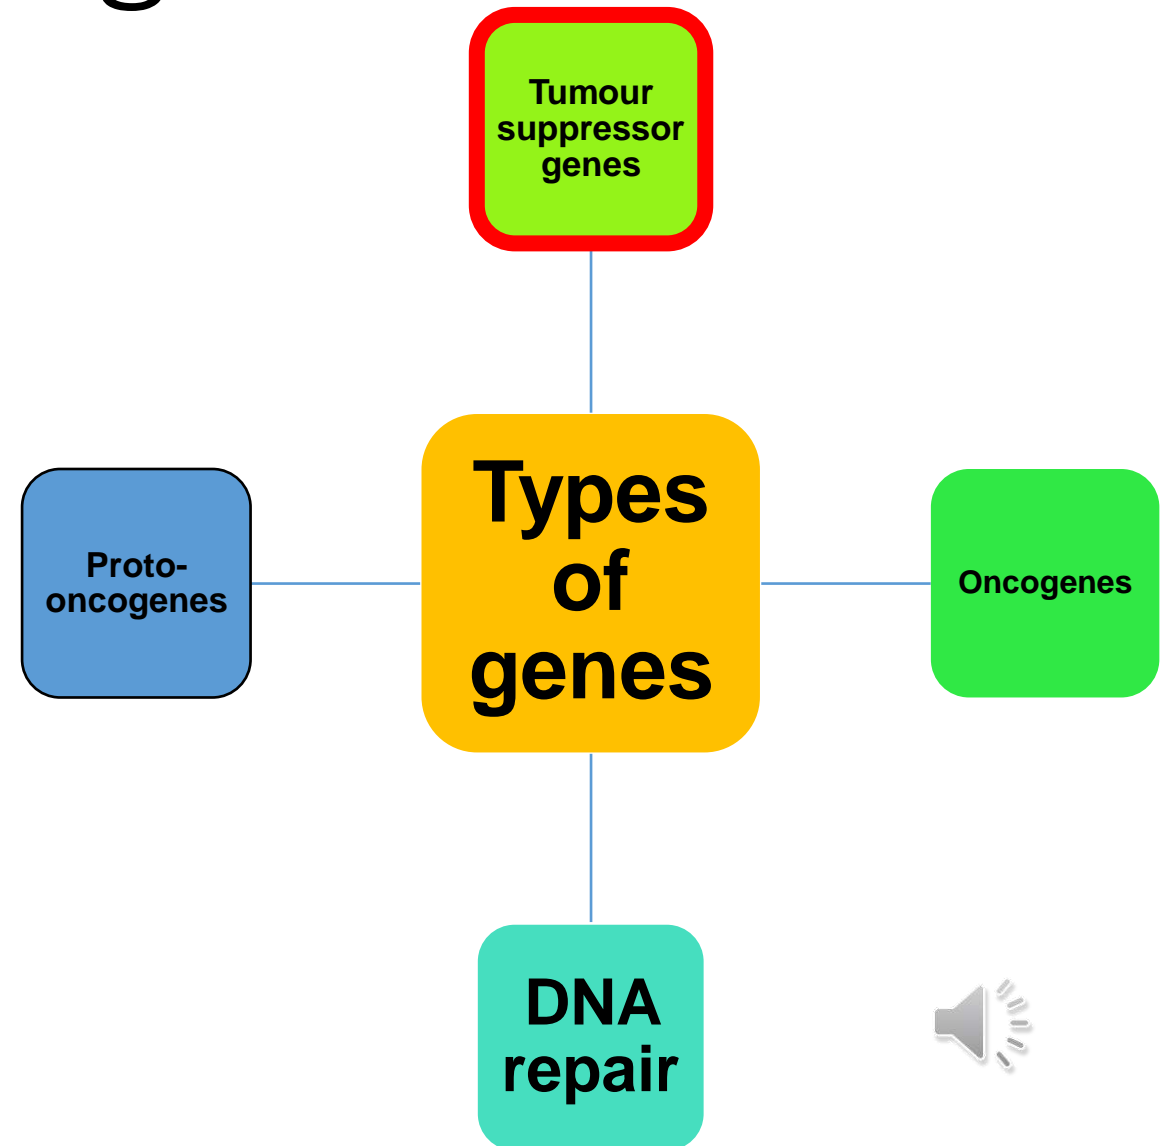 Tumour
suppressor
genes
Types
of
genes
Proto-
oncogenes
Oncogenes
DNA
repair